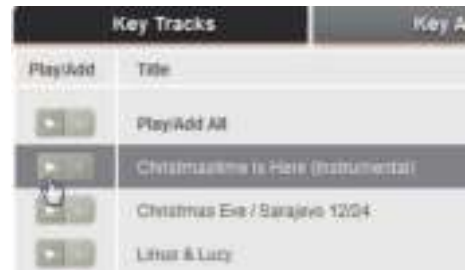 Key Tracks Key A
Play/Add Title
Play/Add All
Christmastime Is Here (Instrumental)
Christmas Eve / Sarajevo 12/24
Linus & Lucy